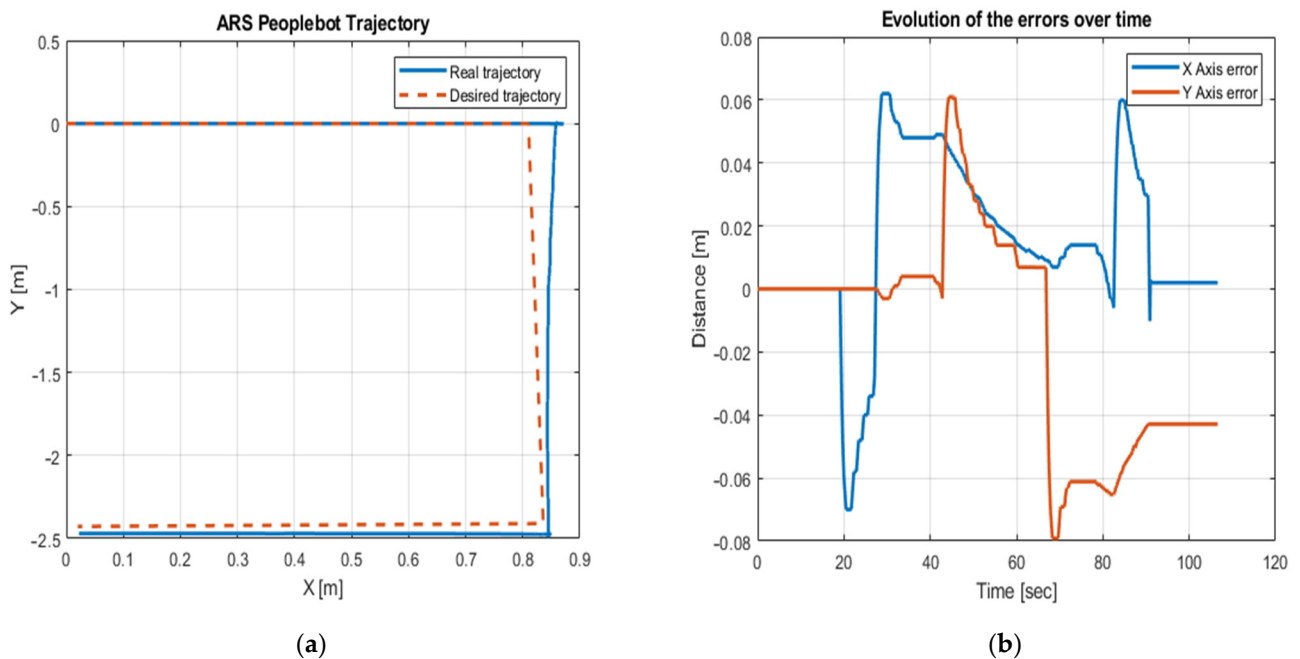 ARS Peoplebot Trajectory
0.5
0
-0.5
-1
-1.5
-2
-2.5
Y [m]
Real trajectory
Desired trajectory
0 0.1 0.2 0.3 0.4 0.5 0.6 0.7 0.8 0.9
X [m]
(a)
Evolution of the errors over time
0.08
0.06
0.04
0.02
0
-0.02
-0.04
-0.06
-0.08
Distance [m]
X Axis error
Y Axis error
0 20 40 60 80 100 120
Time [sec]
(b)